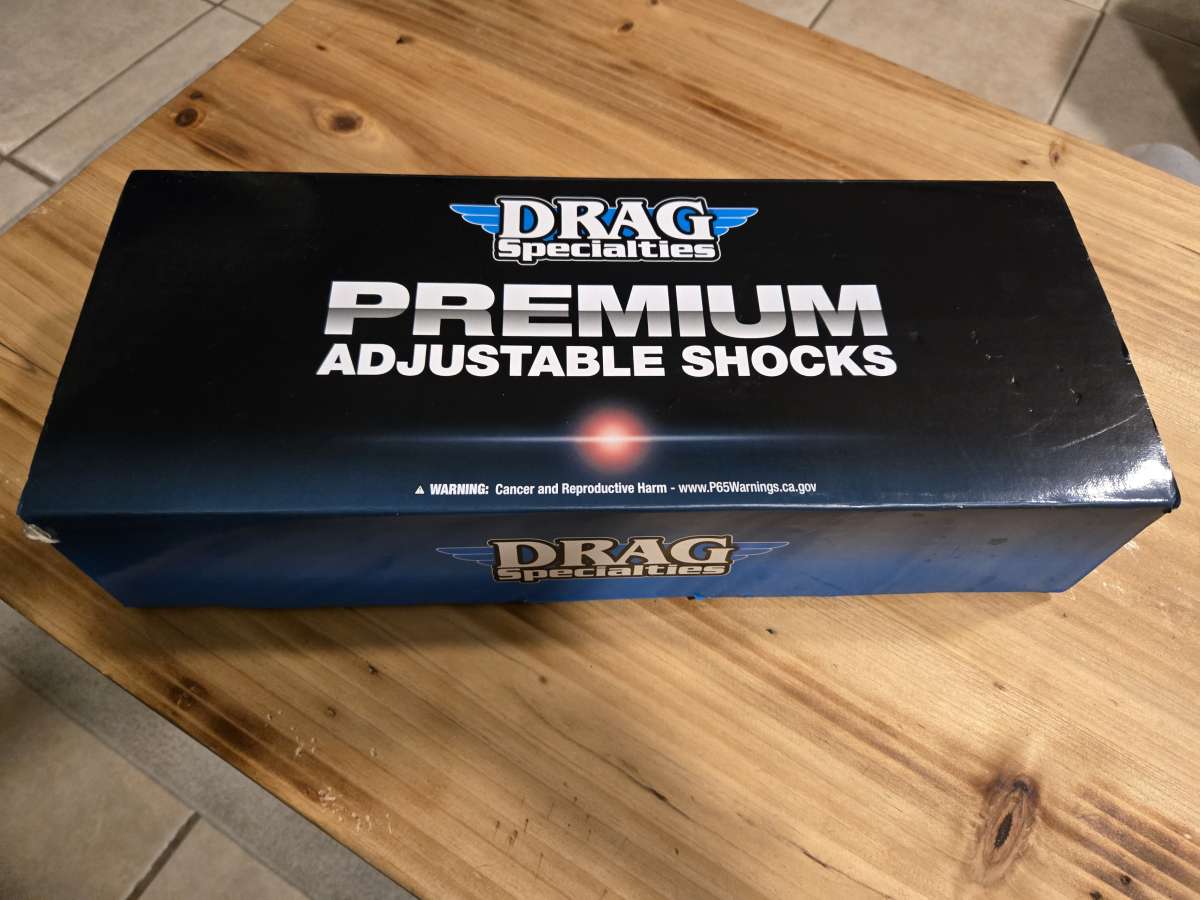 DRAG
Specialties
PREMIUM
ADJUSTABLE SHOCKS
⚠ WARNING: Cancer and Reproductive Harm - www.P65Warnings.ca.gov
DRAG
Specialties